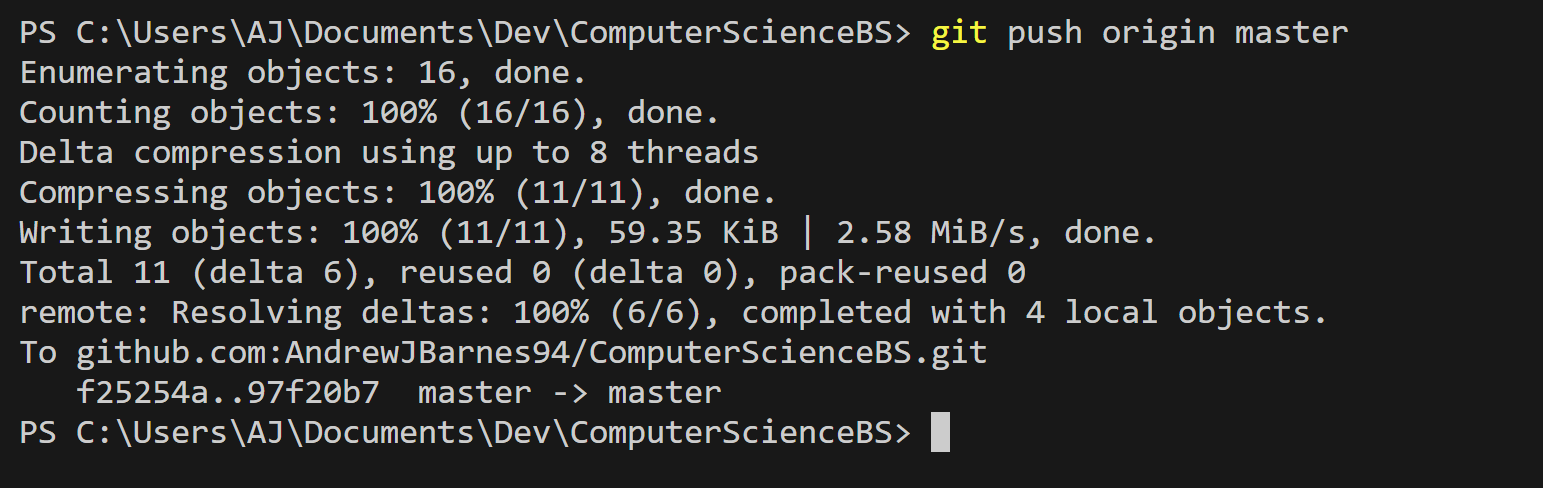 PS C:\Users\AJ\Documents\Dev\ComputerScienceBS> git push origin master
Enumerating objects: 16, done.
Counting objects: 100% (16/16), done.
Delta compression using up to 8 threads
Compressing objects: 100% (11/11), done.
Writing objects: 100% (11/11), 59.35 KiB | 2.58 MiB/s, done.
Total 11 (delta 6), reused 0 (delta 0), pack-reused 0
remote: Resolving deltas: 100% (6/6), completed with 4 local objects.
To github.com:AndrewJBarnes94/ComputerScienceBS.git
   f25254a..97f20b7  master -> master
PS C:\Users\AJ\Documents\Dev\ComputerScienceBS>